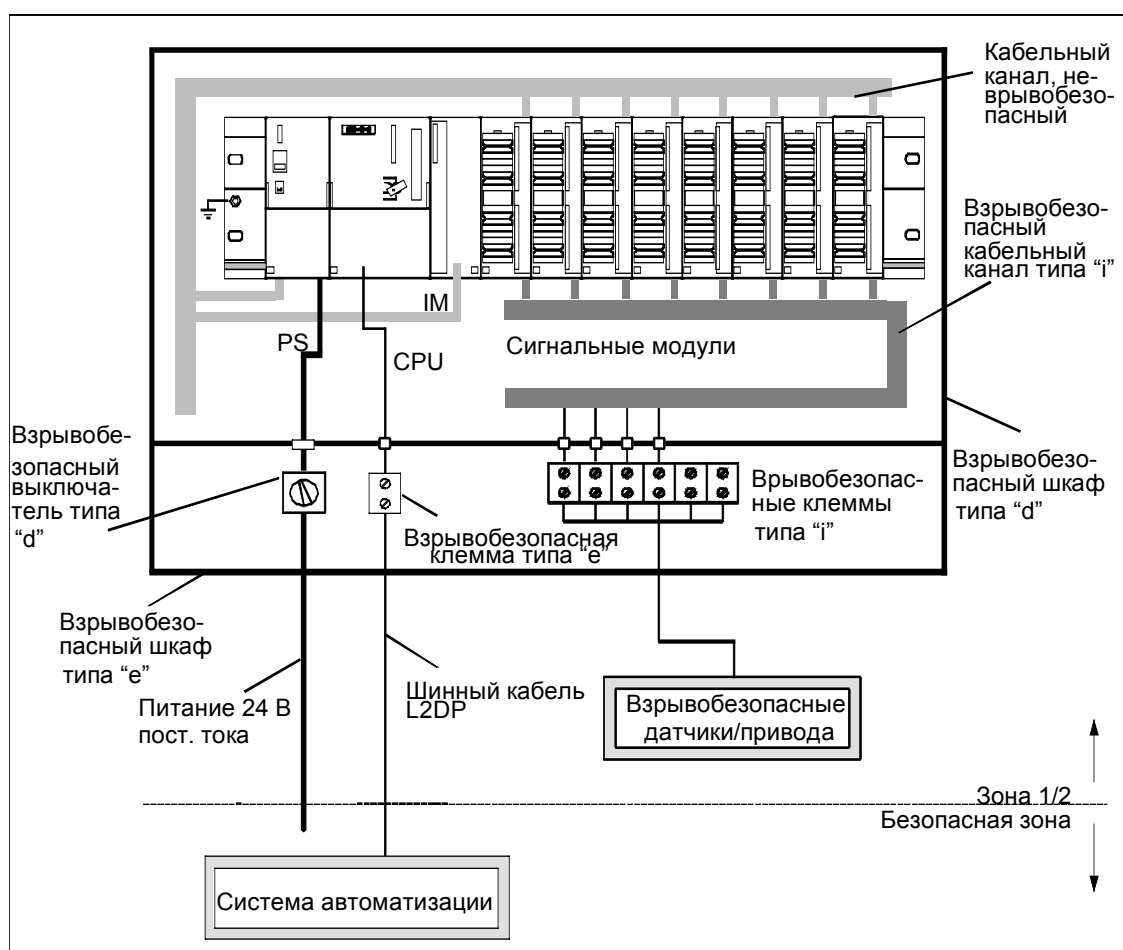 Кабельный
канал, не-
врывобезо-
пасный
Взрывобезо-
пасный
кабельный
канал типа “i”
IM
PS
CPU
Сигнальные модули
Взрывобе-
зопасный
выключа-
тель типа
“d”
Взрывобезопасная
клемма типа “e”
Врывобезопас-
ные клеммы
типа “i”
Взрывобезо-
пасный шкаф
типа “d”
Взрывобезо-
пасный шкаф
типа “e”
Питание 24 В
пост. тока
Шинный кабель
L2DP
Взрывобезопасные
датчики/привода
Зона 1/2
Безопасная зона
Система автоматизации